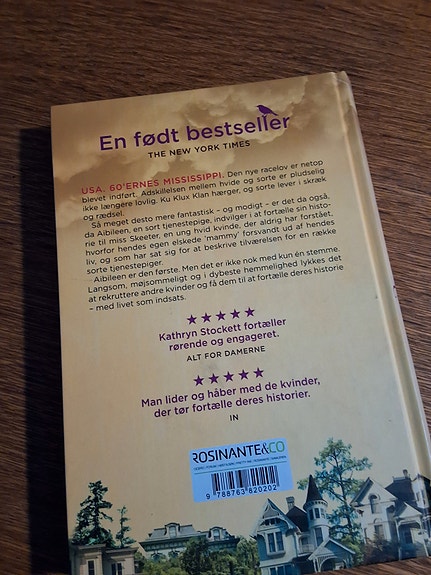 En født bestseller
THE NEW YORK TIMES
USA. 60'ERNES MISSISSIPPI. Den nye racelov er netop
blevet indført. Adskillelsen mellem hvide og sorte er pludselig
ikke længere lovlig. Ku Klux Klan hærger, og sorte lever i skræk
og rædsel.
Så meget desto mere fantastisk – og modigt – er det da også,
da Aibileen, en sort tjenestepige, indvilger i at fortælle sin histo-
rie til miss Skeeter, en ung hvid kvinde, der aldrig har forstået,
hvorfor hendes egen elskede 'mammy' forsvandt ud af hendes
liv, og som har sat sig for at beskrive tilværelsen for en række
sorte tjenestepiger.
Aibileen er den første. Men det er ikke nok med kun én stemme.
Langsom, møjsommeligt og i dybeste hemmelighed lykkes det
at rekruttere andre kvinder og få dem til at fortælle deres historie
– med livet som indsats.
★ ★ ★ ★ ★
Kathryn Stockett fortæller
rørende og engageret.
ALT FOR DAMERNE
★ ★ ★ ★ ★
Man lider og håber med de kvinder,
der tør fortælle deres historier.
IN
ROSINANTE&CO
9 788763 820202